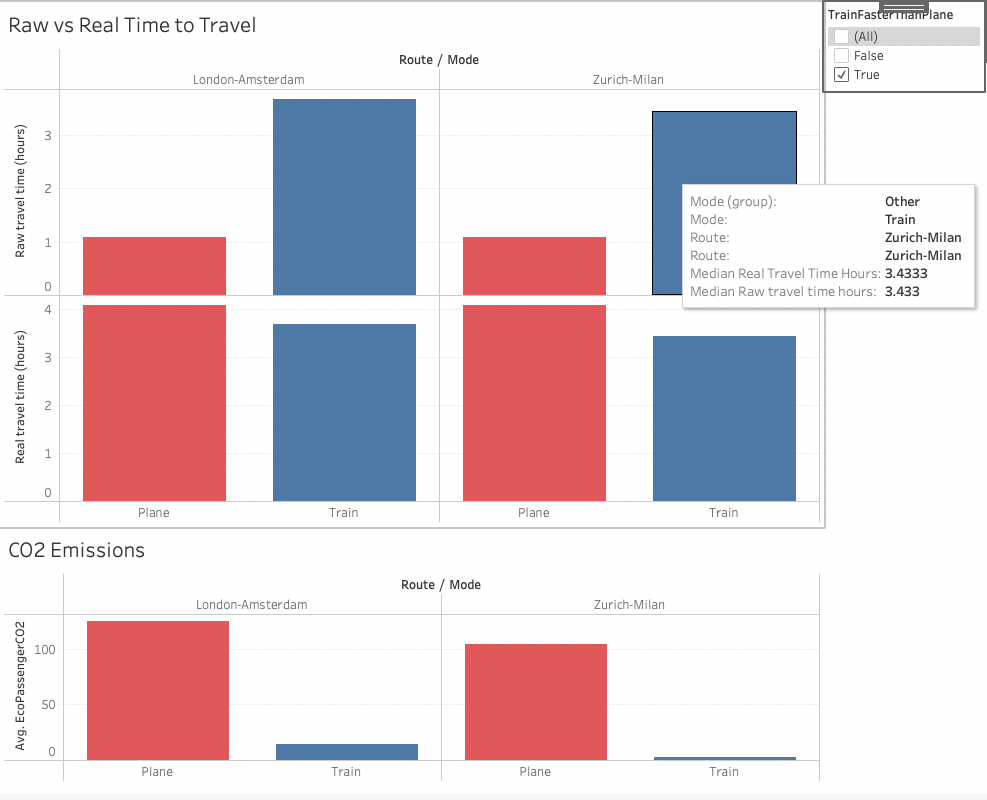 Raw vs Real Time to Travel
Route / Mode
London-Amsterdam Zurich-Milan
Raw travel time (hours)
3
2
1
0
Real travel time (hours)
4
3
2
1
0
Plane Train Plane Train
TrainFasterThanPlane
(All)
False
True
Mode (group): Other
Mode: Train
Route: Zurich-Milan
Route: Zurich-Milan
Median Real Travel Time Hours: 3.4333
Median Raw travel time hours: 3.433
CO2 Emissions
Route / Mode
London-Amsterdam Zurich-Milan
Avg. EcoPassengerCO2
100
50
0
Plane Train Plane Train